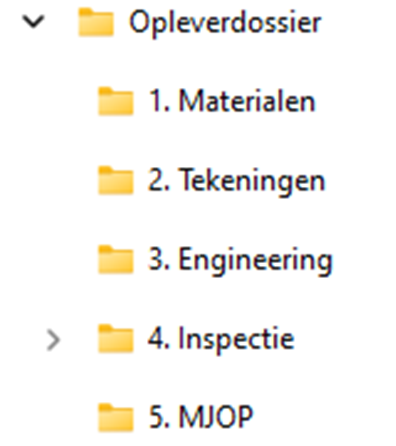 Opleverdossier
1. Materialen
2. Tekeningen
3. Engineering
4. Inspectie
5. MJOP